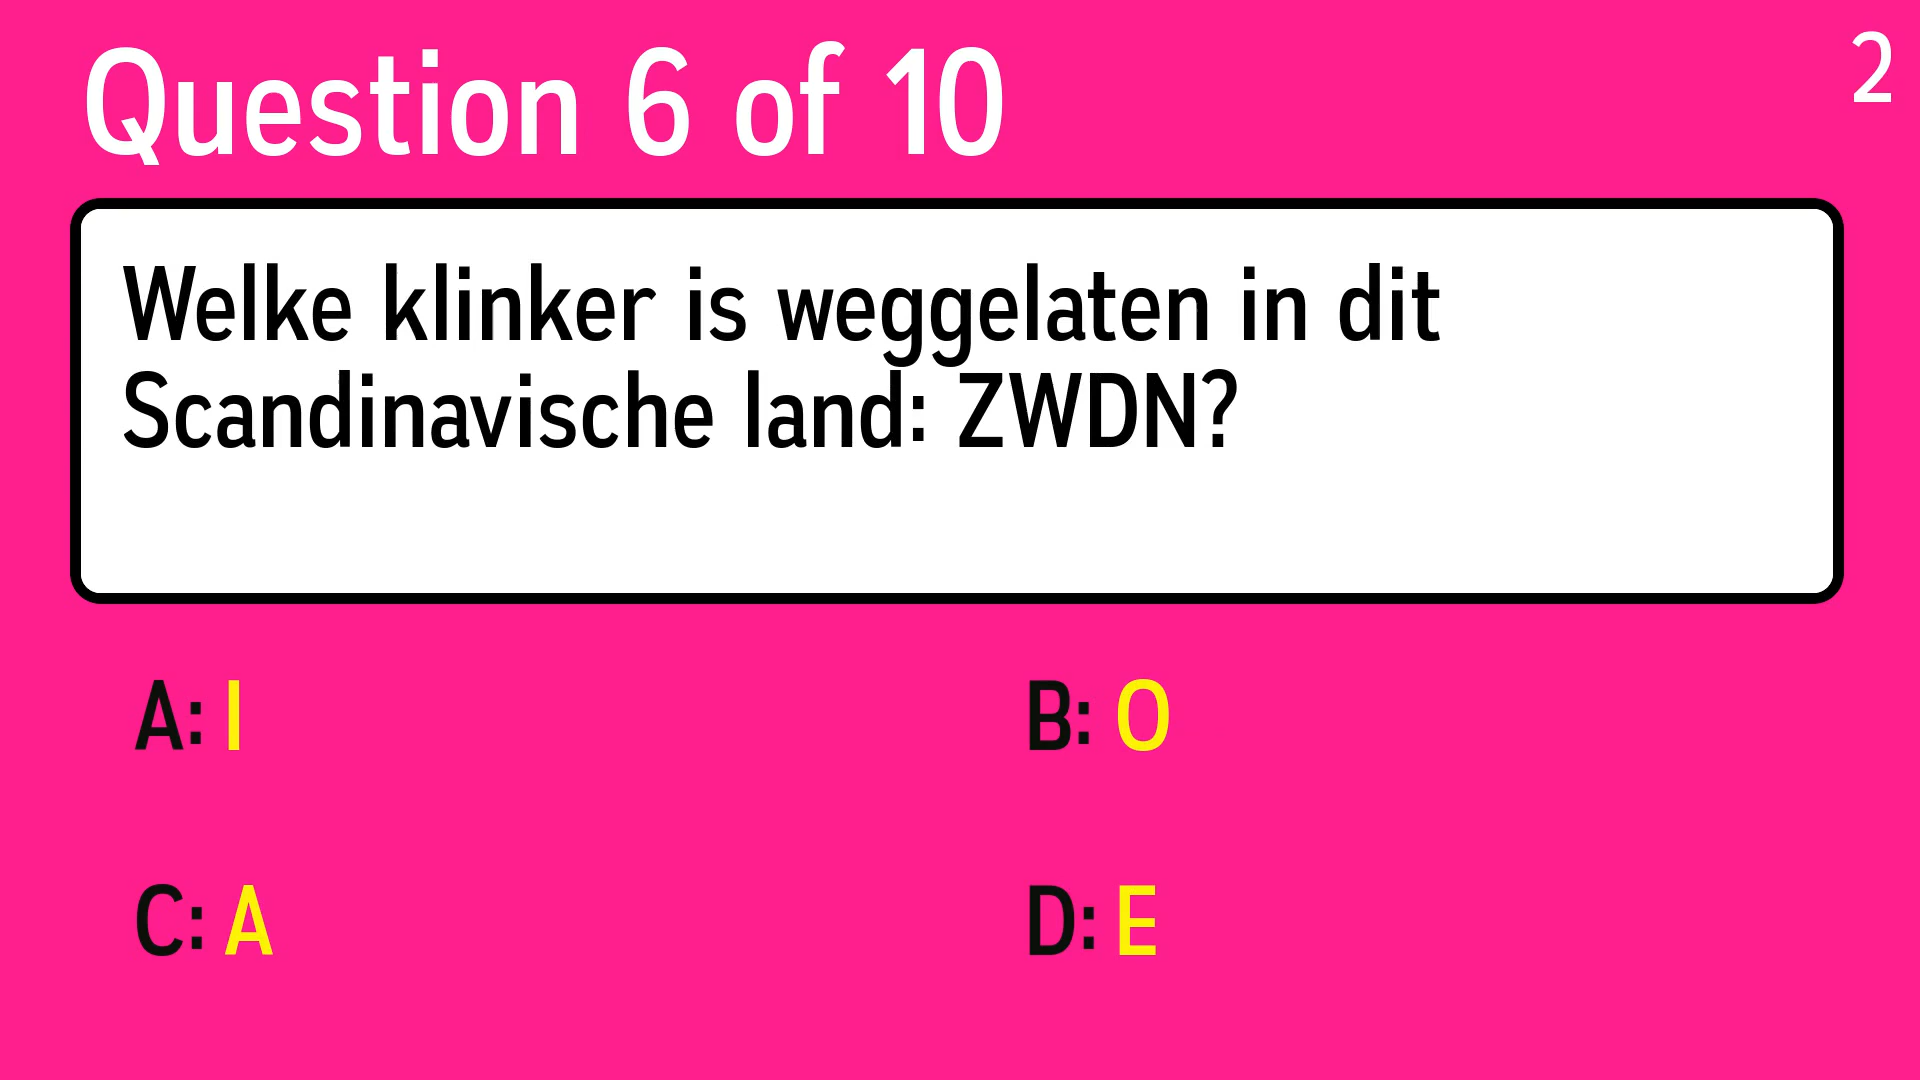 Question 6 of 10
2
Welke klinker is weggelaten in dit
Scandinavische land: ZWDN?
A: I
B: O
C: A
D: E